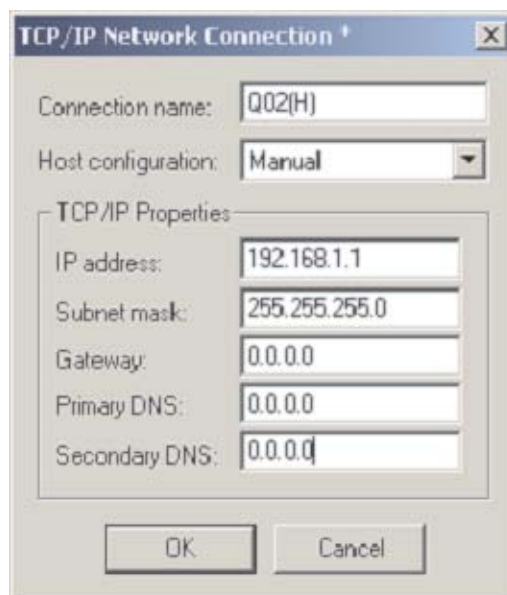 TCP/IP Network Connection *
Connection name: Q02(H)
Host configuration: Manual
TCP/IP Properties
IP address: 192.168.1.1
Subnet mask: 255.255.255.0
Gateway: 0.0.0.0
Primary DNS: 0.0.0.0
Secondary DNS: 0.0.0.0
OK Cancel